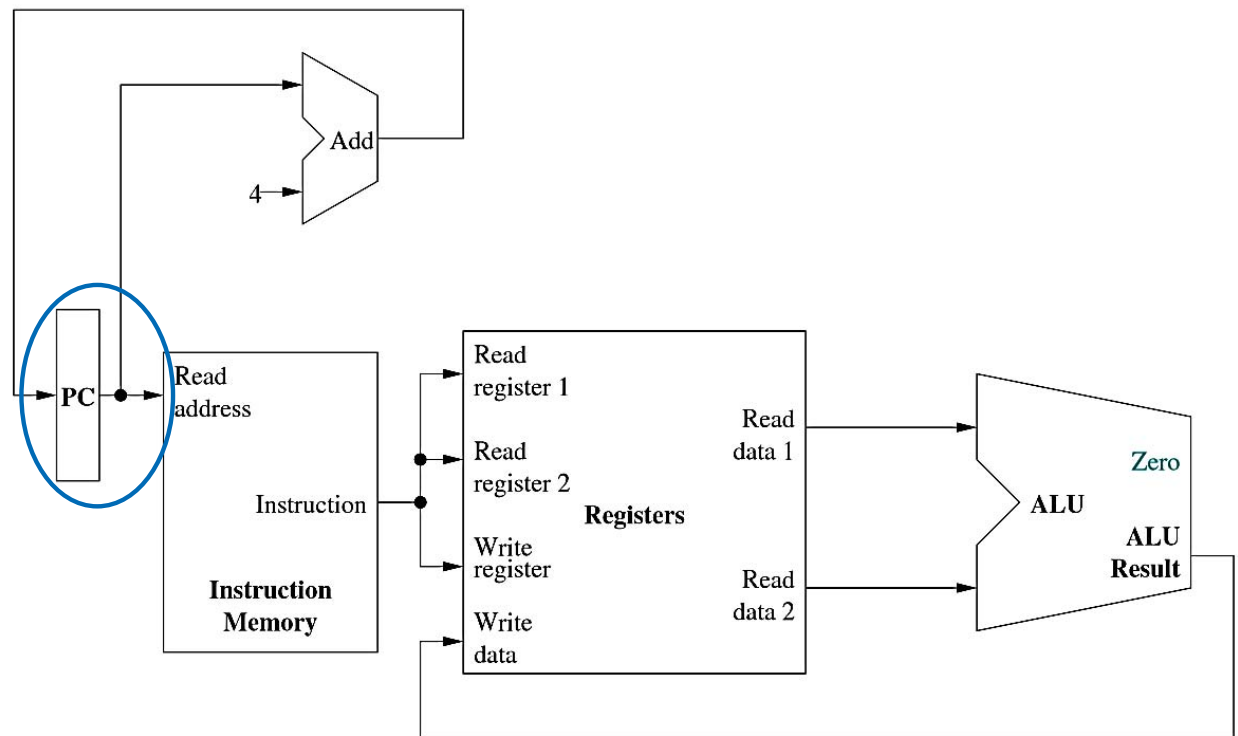 Add
4
PC
Read
address
Instruction
Instruction
Memory
Read
register 1
Read
register 2
Write
register
Write
data
Registers
Read
data 1
Read
data 2
Zero
ALU
ALU
Result